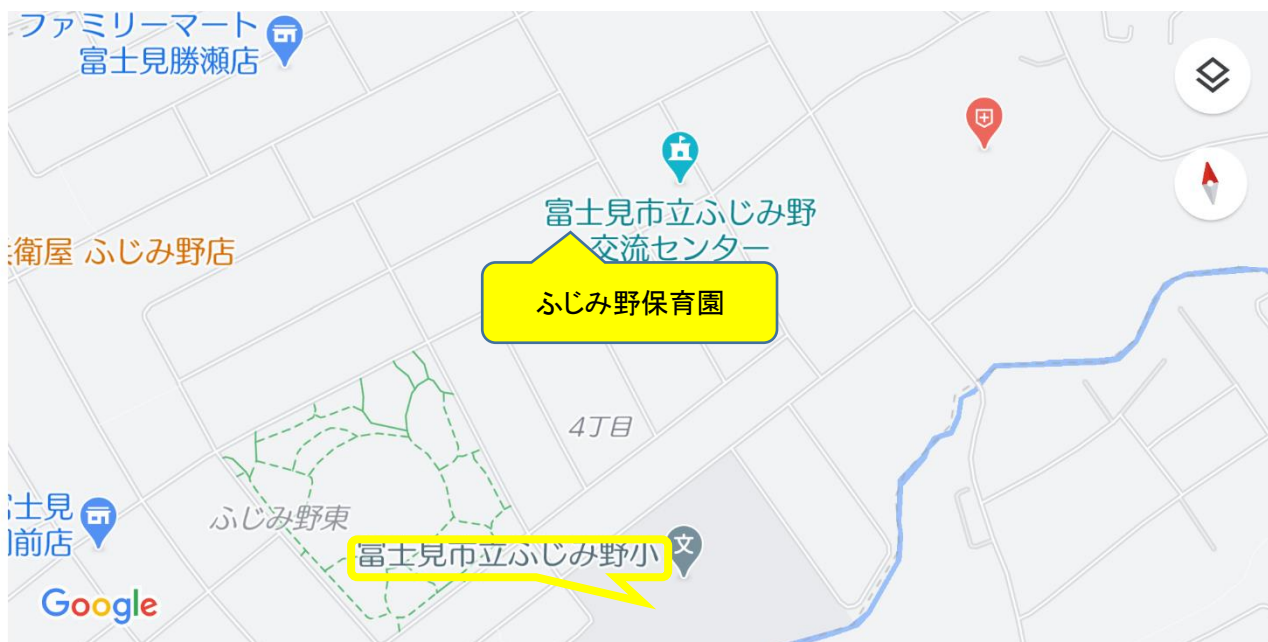 ファミリーマート
富士見勝瀬店
富士見市立ふじみ野
交流センター
衛屋 ふじみ野店
ふじみ野保育園
4丁目
士見
前店
ふじみ野東
富士見市立ふじみ野小
文
Google